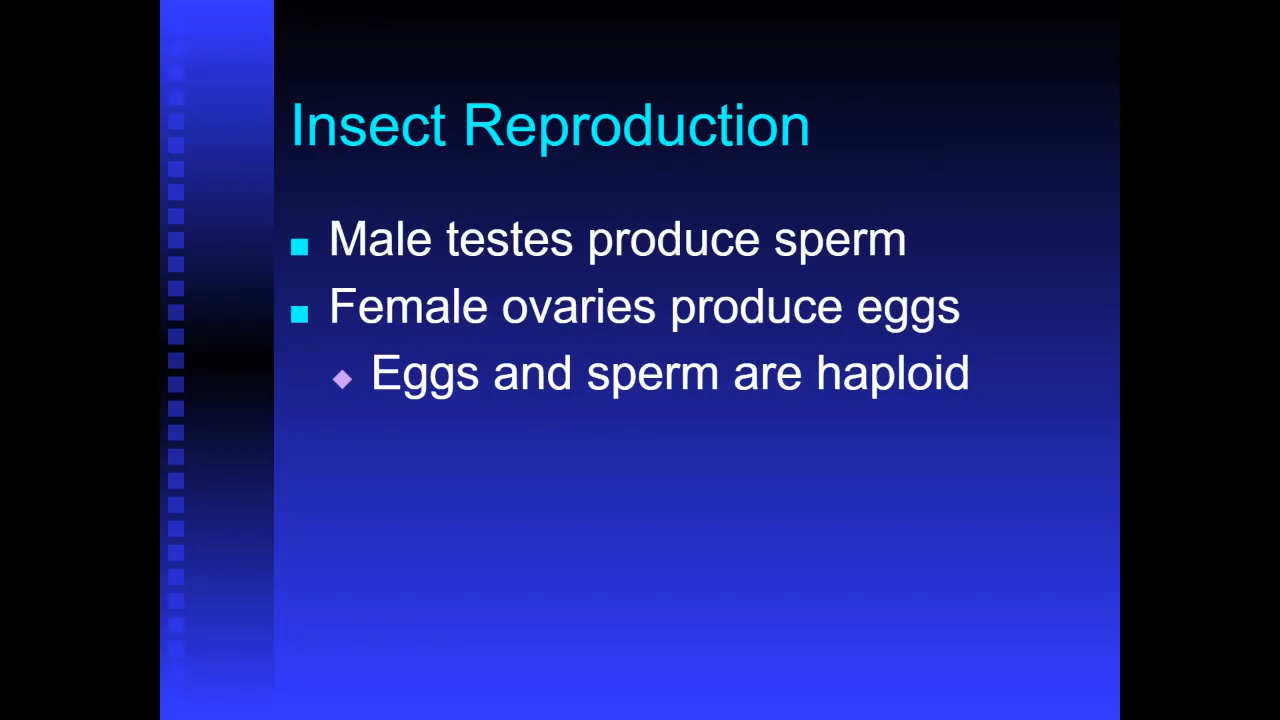 Insect Reproduction
Male testes produce sperm
Female ovaries produce eggs
Eggs and sperm are haploid